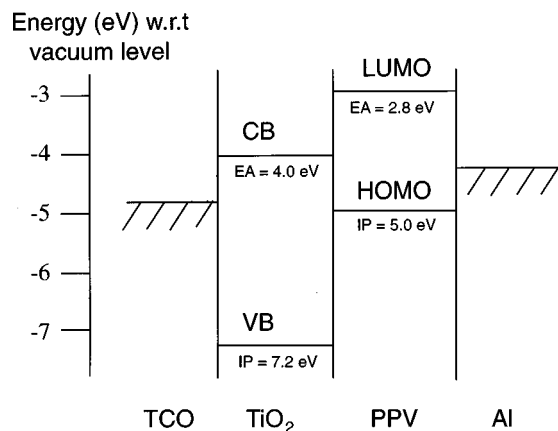 Energy (eV) w.r.t
vacuum level
LUMO
-3
EA = 2.8 eV
CB
-4
EA = 4.0 eV
HOMO
-5
IP = 5.0 eV
-6
VB
-7
IP = 7.2 eV
TCO TiO₂ PPV Al